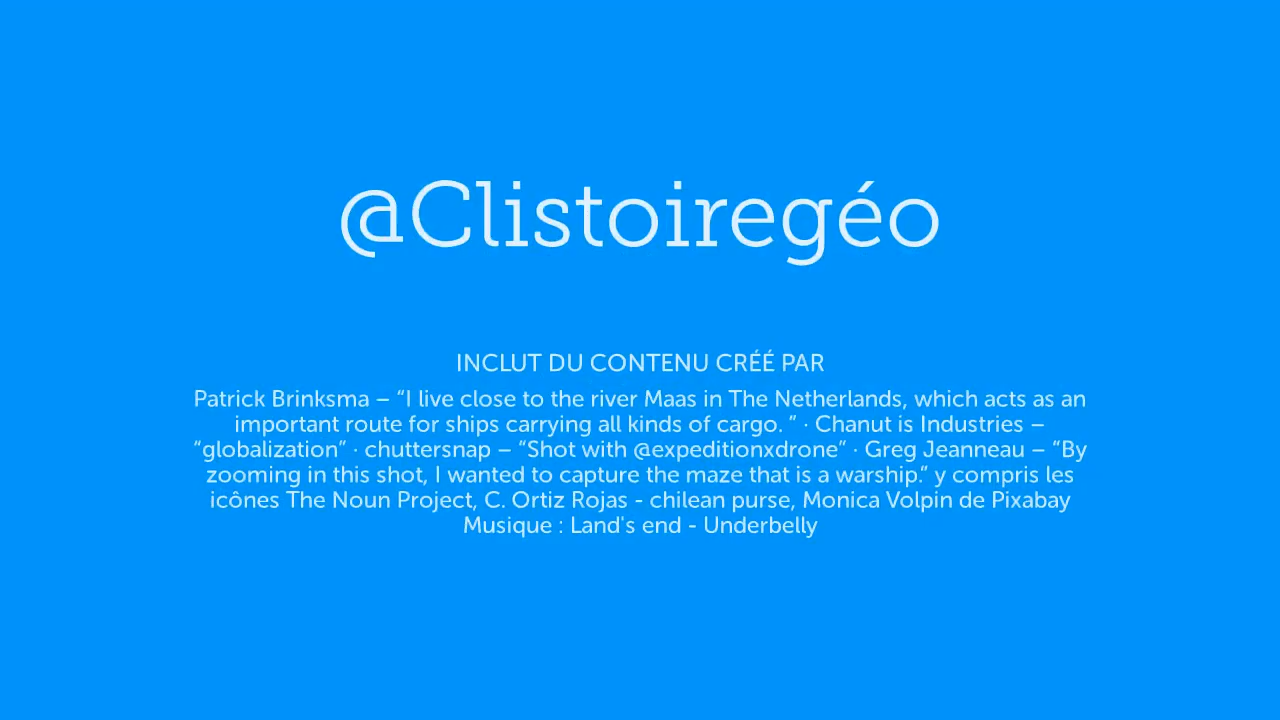 @Clistoiregéo
INCLUT DU CONTENU CRÉÉ PAR
Patrick Brinksma – “I live close to the river Maas in The Netherlands, which acts as an
important route for ships carrying all kinds of cargo. ” · Chanut is Industries –
“globalization” · chuttersnap – “Shot with @expeditionxdrone” · Greg Jeanneau – “By
zooming in this shot, I wanted to capture the maze that is a warship.” y compris les
icônes The Noun Project, C. Ortiz Rojas - chilean purse, Monica Volpin de Pixabay
Musique : Land's end - Underbelly